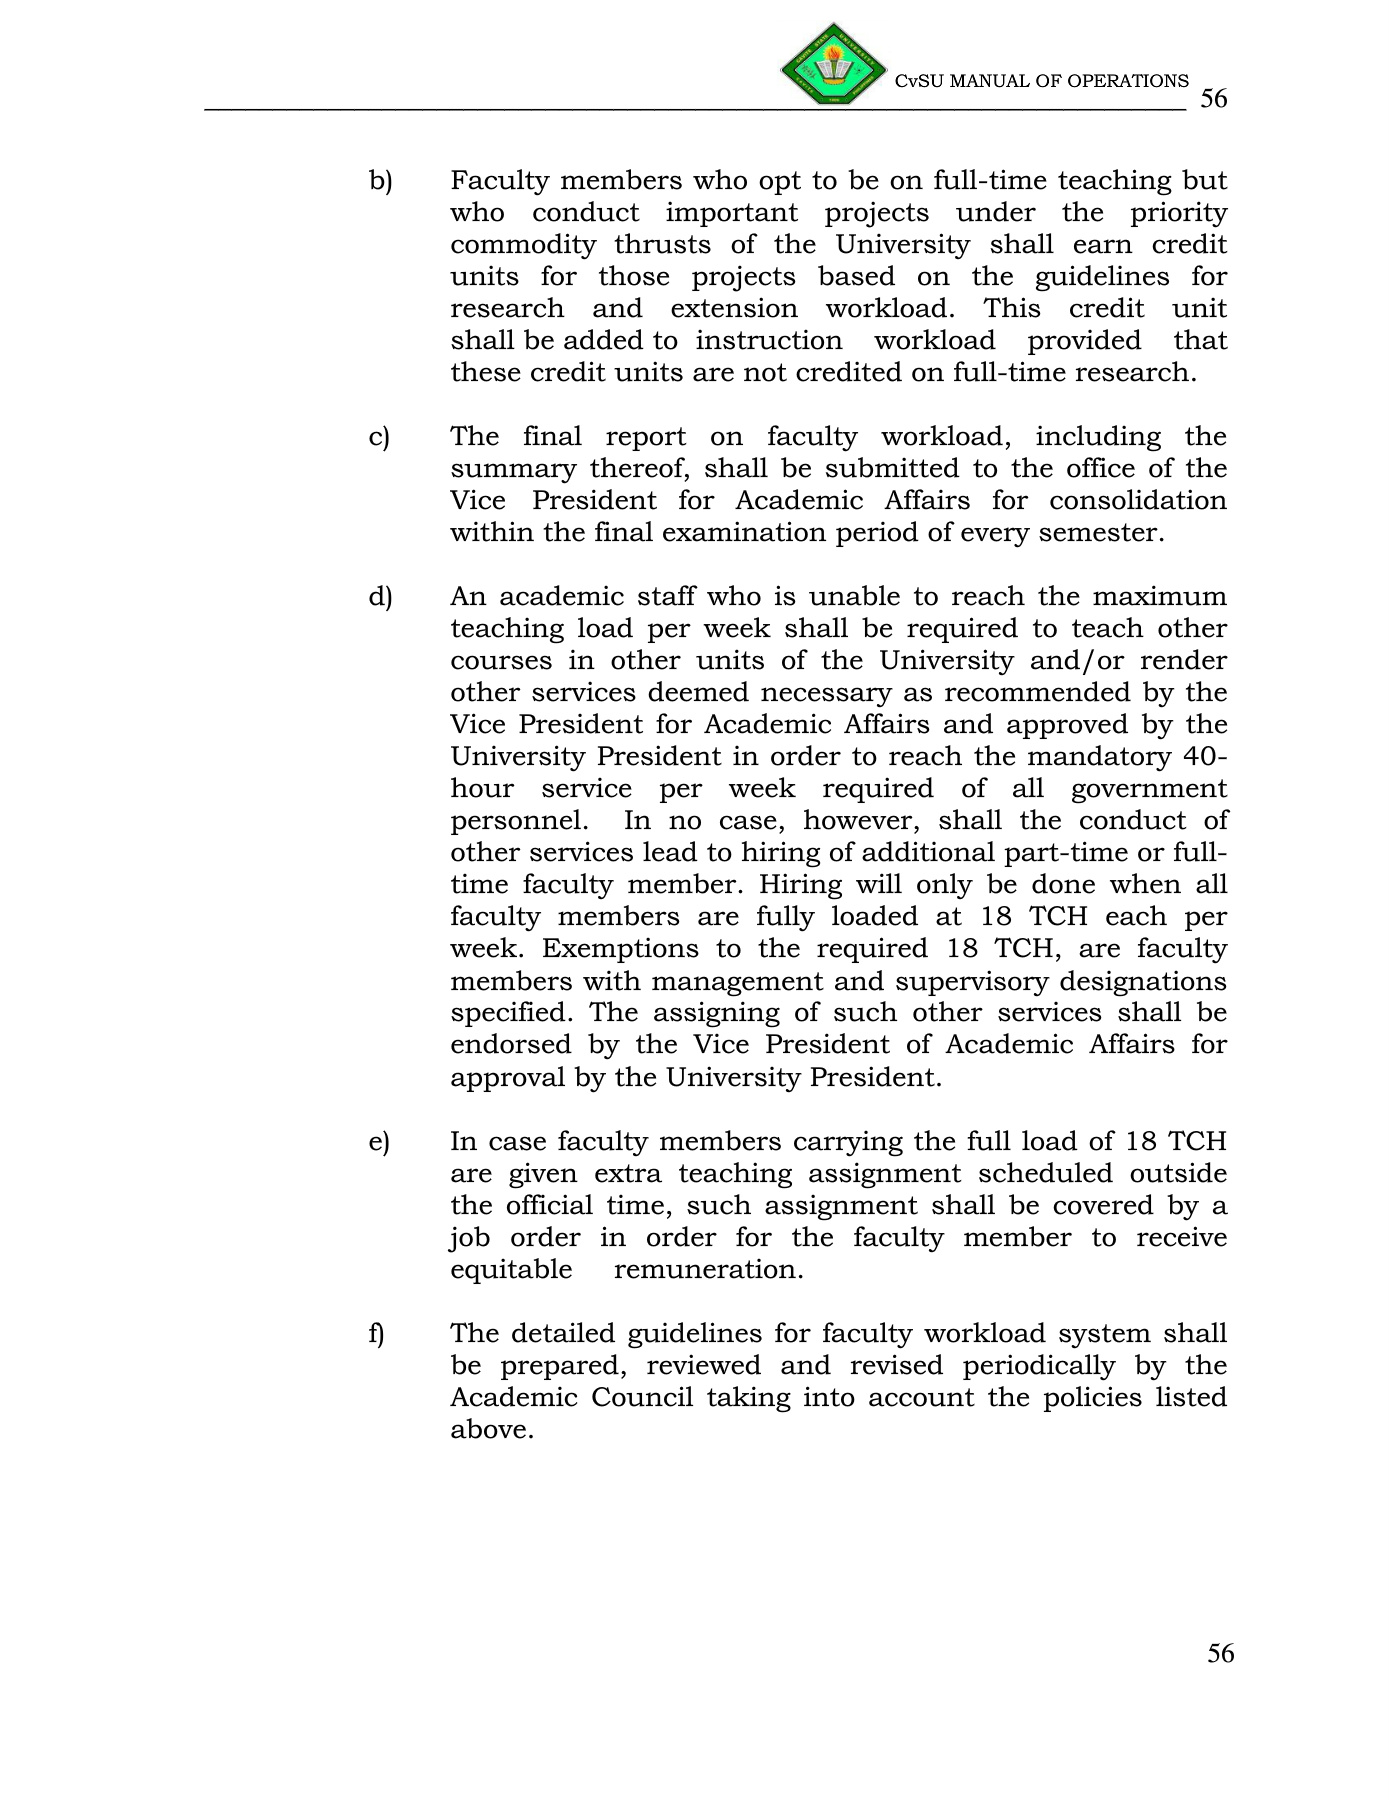 CvSU MANUAL OF OPERATIONS
56
b) Faculty members who opt to be on full-time teaching but
who conduct important projects under the priority
commodity thrusts of the University shall earn credit
units for those projects based on the guidelines for
research and extension workload. This credit unit
shall be added to instruction workload provided that
these credit units are not credited on full-time research.
c) The final report on faculty workload, including the
summary thereof, shall be submitted to the office of the
Vice President for Academic Affairs for consolidation
within the final examination period of every semester.
d) An academic staff who is unable to reach the maximum
teaching load per week shall be required to teach other
courses in other units of the University and/or render
other services deemed necessary as recommended by the
Vice President for Academic Affairs and approved by the
University President in order to reach the mandatory 40-
hour service per week required of all government
personnel. In no case, however, shall the conduct of
other services lead to hiring of additional part-time or full-
time faculty member. Hiring will only be done when all
faculty members are fully loaded at 18 TCH each per
week. Exemptions to the required 18 TCH, are faculty
members with management and supervisory designations
specified. The assigning of such other services shall be
endorsed by the Vice President of Academic Affairs for
approval by the University President.
e) In case faculty members carrying the full load of 18 TCH
are given extra teaching assignment scheduled outside
the official time, such assignment shall be covered by a
job order in order for the faculty member to receive
equitable remuneration.
f) The detailed guidelines for faculty workload system shall
be prepared, reviewed and revised periodically by the
Academic Council taking into account the policies listed
above.
56